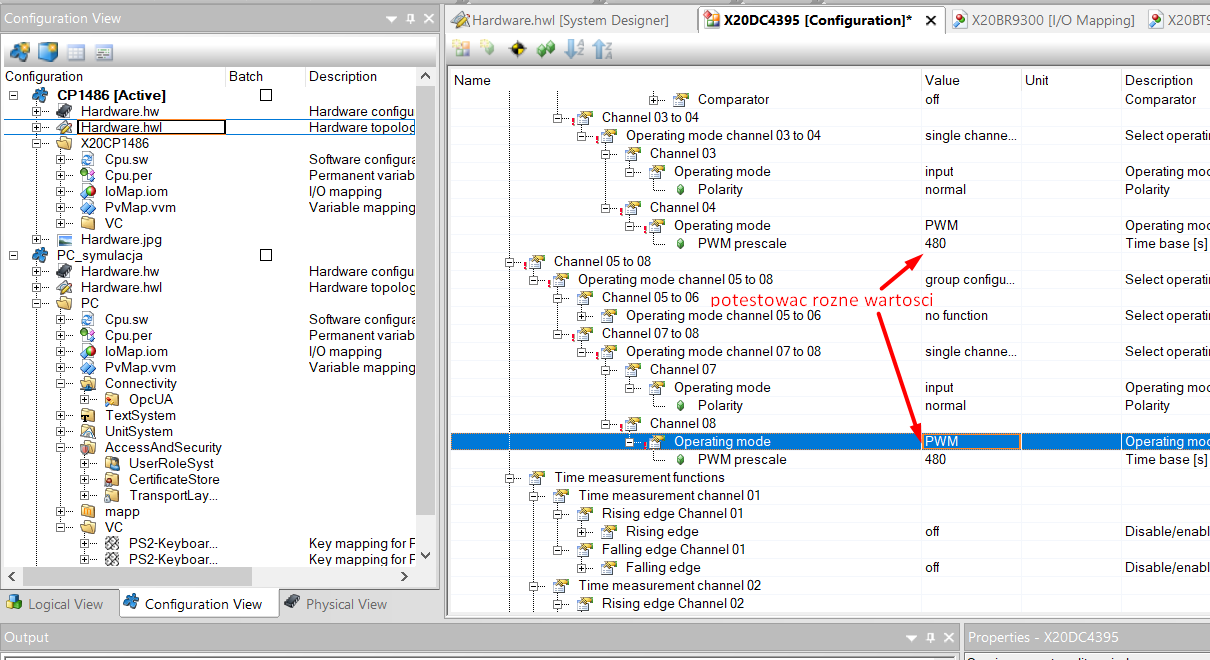 Configuration View
Hardware.hwl [System Designer]
X20DC4395 [Configuration]*
X20BR9300 [I/O Mapping]
X20BT9
Configuration Batch Description
CP1486 [Active]
Hardware.hw Hardware configu
Hardware.hwl Hardware topolog
X20CP1486
Cpu.sw Software configura
Cpu.per Permanent variab
IoMap.iom I/O mapping
PvMap.vvm Variable mapping
VC
Hardware.jpg
PC_symulacja
Hardware.hw Hardware configu
Hardware.hwl Hardware topolog
PC
Cpu.sw Software configura
Cpu.per Permanent variab
IoMap.iom I/O mapping
PvMap.vvm Variable mapping
Connectivity
OpcUA
TextSystem
UnitSystem
AccessAndSecurity
UserRoleSyst
CertificateStore
TransportLay...
mapp
VC
PS2-Keyboar... Key mapping for F
PS2-Keyboar... Key mapping for F
Logical View
Configuration View
Physical View
Name Value Unit Description
Comparator off Comparator
Channel 03 to 04
Operating mode channel 03 to 04 single channe... Select operati
Channel 03
Operating mode input Operating mo
Polarity normal
Channel 04
Operating mode PWM Operating mo
PWM prescale 480 Time base [s]
Channel 05 to 08
Operating mode channel 05 to 08 group configu... Select operati
Channel 05 to 06
potestowac rozne wartosci
Operating mode channel 05 to 06 no function Select operati
Channel 07 to 08
Operating mode channel 07 to 08 single channe... Select operati
Channel 07
Operating mode input Operating mo
Polarity normal
Channel 08
Operating mode PWM Operating mo
PWM prescale 480 Time base [s]
Time measurement functions
Time measurement channel 01
Rising edge Channel 01
Rising edge off Disable/enabl
Falling edge Channel 01
Falling edge off Disable/enabl
Time measurement channel 02
Rising edge Channel 02
Output
Properties - X20DC4395